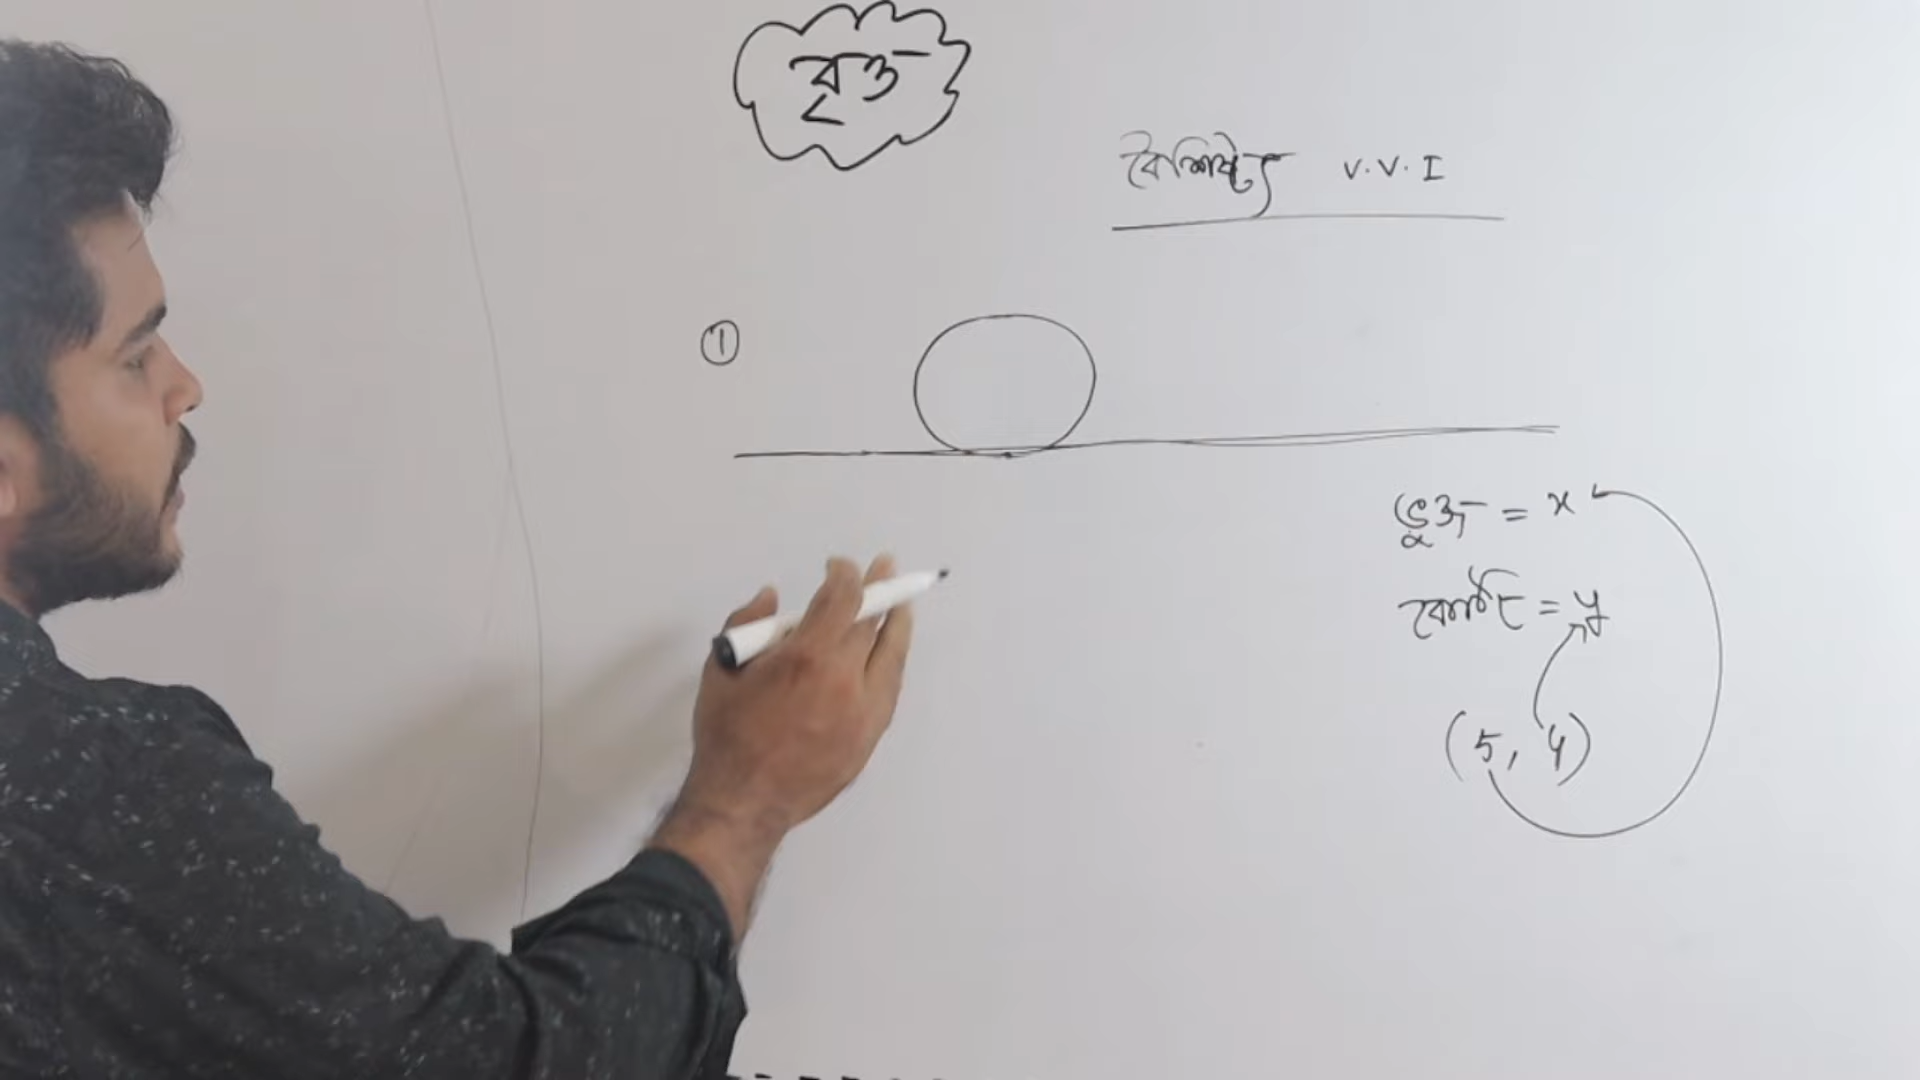 বৃত্ত
বৈশিষ্ট্য V.V.I
①
ভুজ = x
কোটি = y
(5, 4)